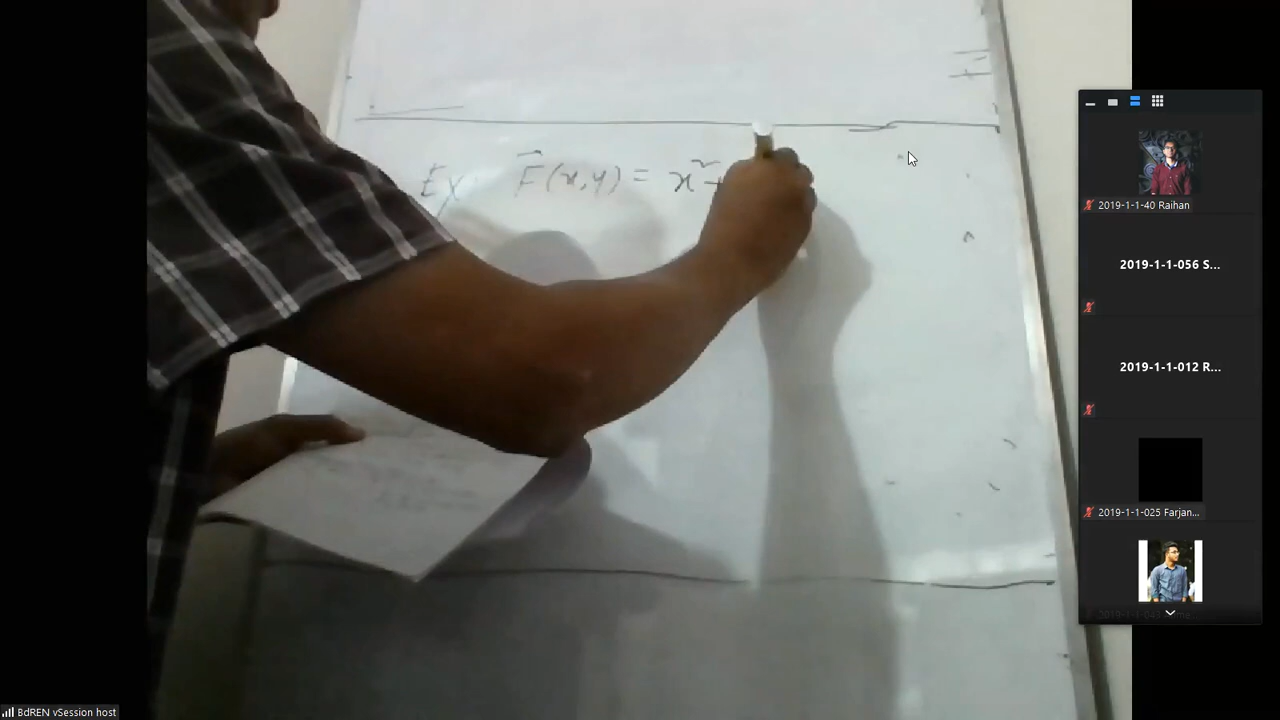 Ex F⃗(x,y) = x² +
2019-1-1-40 Raihan
2019-1-1-056 S...
2019-1-1-012 R...
2019-1-1-025 Farjan...
BdREN vSession host